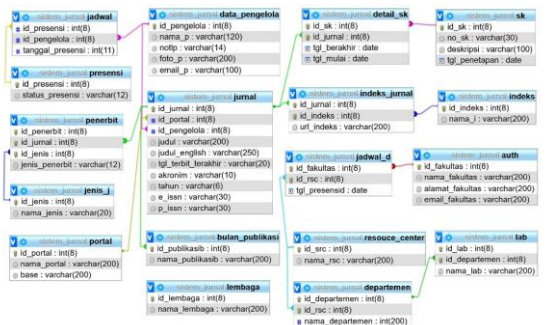 sistem_jurnal jadwal
id_presensi : int(8)
id_pengelola : int(8)
tanggal_presensi : int(11)
sistem_jurnal presensi
id_presensi : int(8)
status_presensi : varchar(12)
sistem_jurnal penerbit
id_penerbit : int(8)
id_jurnal : int(8)
id_jenis : int(8)
jenis_penerbit : varchar(12)
sistem_jurnal jenis_j
id_jenis : int(8)
nama_jenis : varchar(20)
sistem_jurnal portal
id_portal : int(8)
nama_portal : varchar(200)
base : varchar(200)
sistem_jurnal data_pengelola
id_pengelola : int(8)
nama_p : varchar(120)
notlp : varchar(14)
foto_p : varchar(200)
email_p : varchar(100)
sistem_jurnal jurnal
id_jurnal : int(8)
id_portal : int(8)
id_pengelola : int(8)
judul : varchar(200)
judul_english : varchar(250)
tgl_terbit_terakhir : varchar(20)
akronim : varchar(10)
tahun : varchar(6)
e_issn : varchar(30)
p_issn : varchar(30)
sistem_jurnal bulan_publikasi
id_publikasib : int(8)
nama_publikasib : varchar(200)
sistem_jurnal lembaga
id_lembaga : int(8)
nama_lembaga : varchar(200)
sistem_jurnal detail_sk
id_sk : int(8)
id_jurnal : int(8)
tgl_berakhir : date
tgl_mulai : date
sistem_jurnal indeks_jurnal
id_jurnal : int(8)
id_indeks : int(8)
url_indeks : varchar(200)
sistem_jurnal jadwal_d
id_fakultas : int(8)
id_rsc : int(8)
tgl_presensid : date
sistem_jurnal resouce_center
id_src : int(8)
nama_rsc : varchar(200)
sistem_jurnal departemen
id_departemen : int(8)
id_rsc : int(8)
nama_departemen : int(200)
sistem_jurnal sk
id_sk : int(8)
no_sk : varchar(30)
deskripsi : varchar(100)
tgl_penetapan : date
sistem_jurnal indeks
id_indeks : int(8)
nama_i : varchar(200)
sistem_jurnal auth
id_fakultas : int(8)
nama_fakultas : varchar(200)
alamat_fakultas : varchar(200)
email_fakultas : varchar(200)
sistem_jurnal lab
id_lab : int(8)
id_departemen : int(8)
nama_lab : varchar(200)